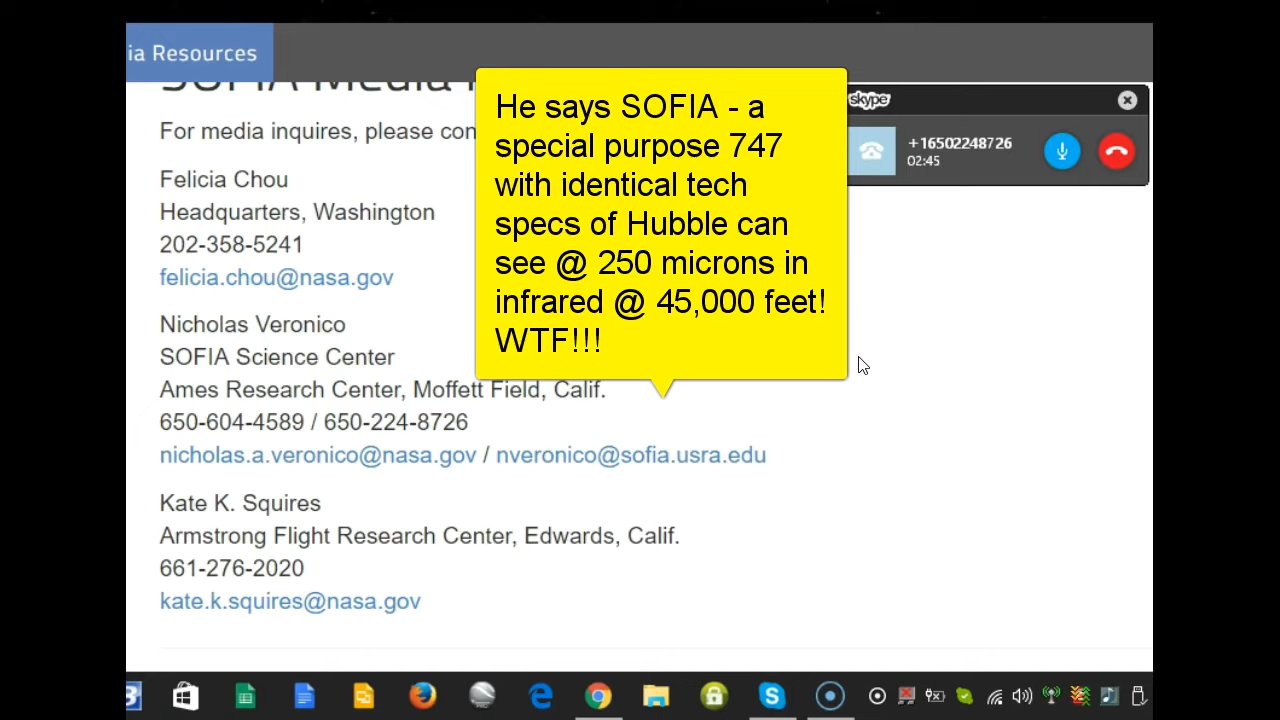 ia Resources
SOFIA Media
For media inquires, please con
Felicia Chou
Headquarters, Washington
202-358-5241
felicia.chou@nasa.gov
Nicholas Veronico
SOFIA Science Center
Ames Research Center, Moffett Field, Calif.
650-604-4589 / 650-224-8726
nicholas.a.veronico@nasa.gov / nveronico@sofia.usra.edu
Kate K. Squires
Armstrong Flight Research Center, Edwards, Calif.
661-276-2020
kate.k.squires@nasa.gov
He says SOFIA - a
special purpose 747
with identical tech
specs of Hubble can
see @ 250 microns in
infrared @ 45,000 feet!
WTF!!!
skype
+16502248726
02:45